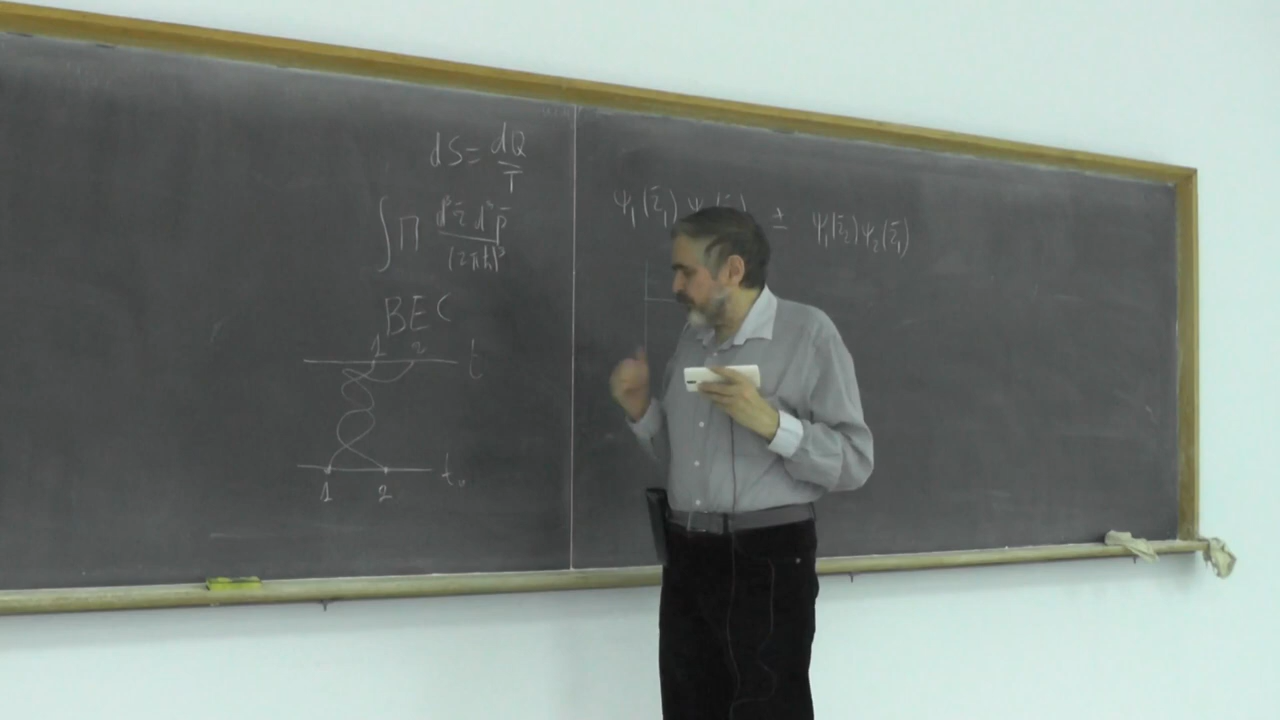 dS = dQ/T
∫ Π d³r̄ d³p̄ / (2πħ)³
BEC
1 2 t
t₀
1 2
ψ₁(r̄₁) ± ψ₁(r̄₂) ψ₂(r̄₁)